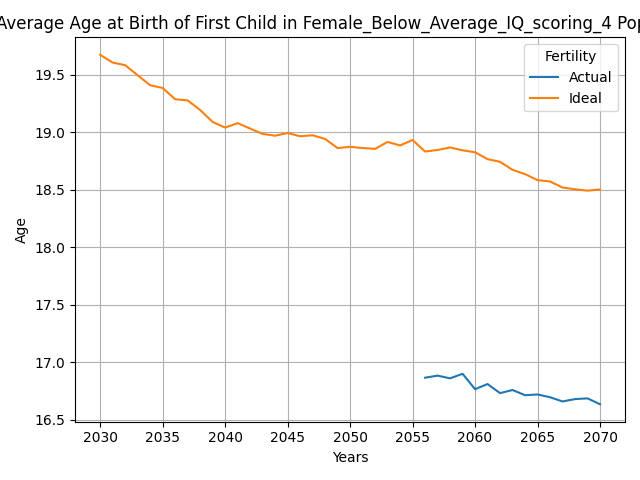 Average Age at Birth of First Child in Female_Below_Average_IQ_scoring_4 Pop
Fertility
Actual
Ideal
19.5
19.0
18.5
18.0
17.5
17.0
16.5
Age
2030 2035 2040 2045 2050 2055 2060 2065 2070
Years